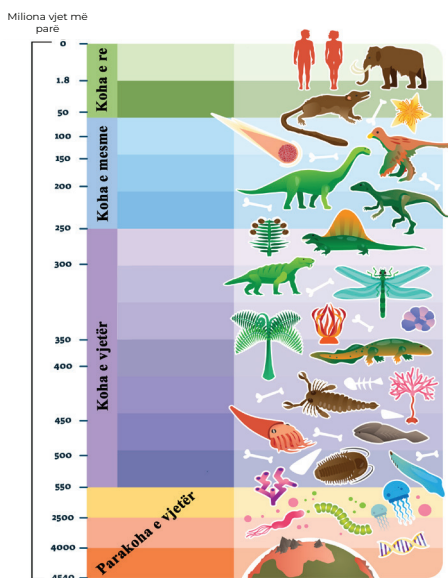 Miliona vjet më
parë
0
1.8
50
100
150
200
250
300
350
400
450
500
550
2500
4000
4540
Koha e re
Koha e mesme
Koha e vjetër
Parakoha e vjetër